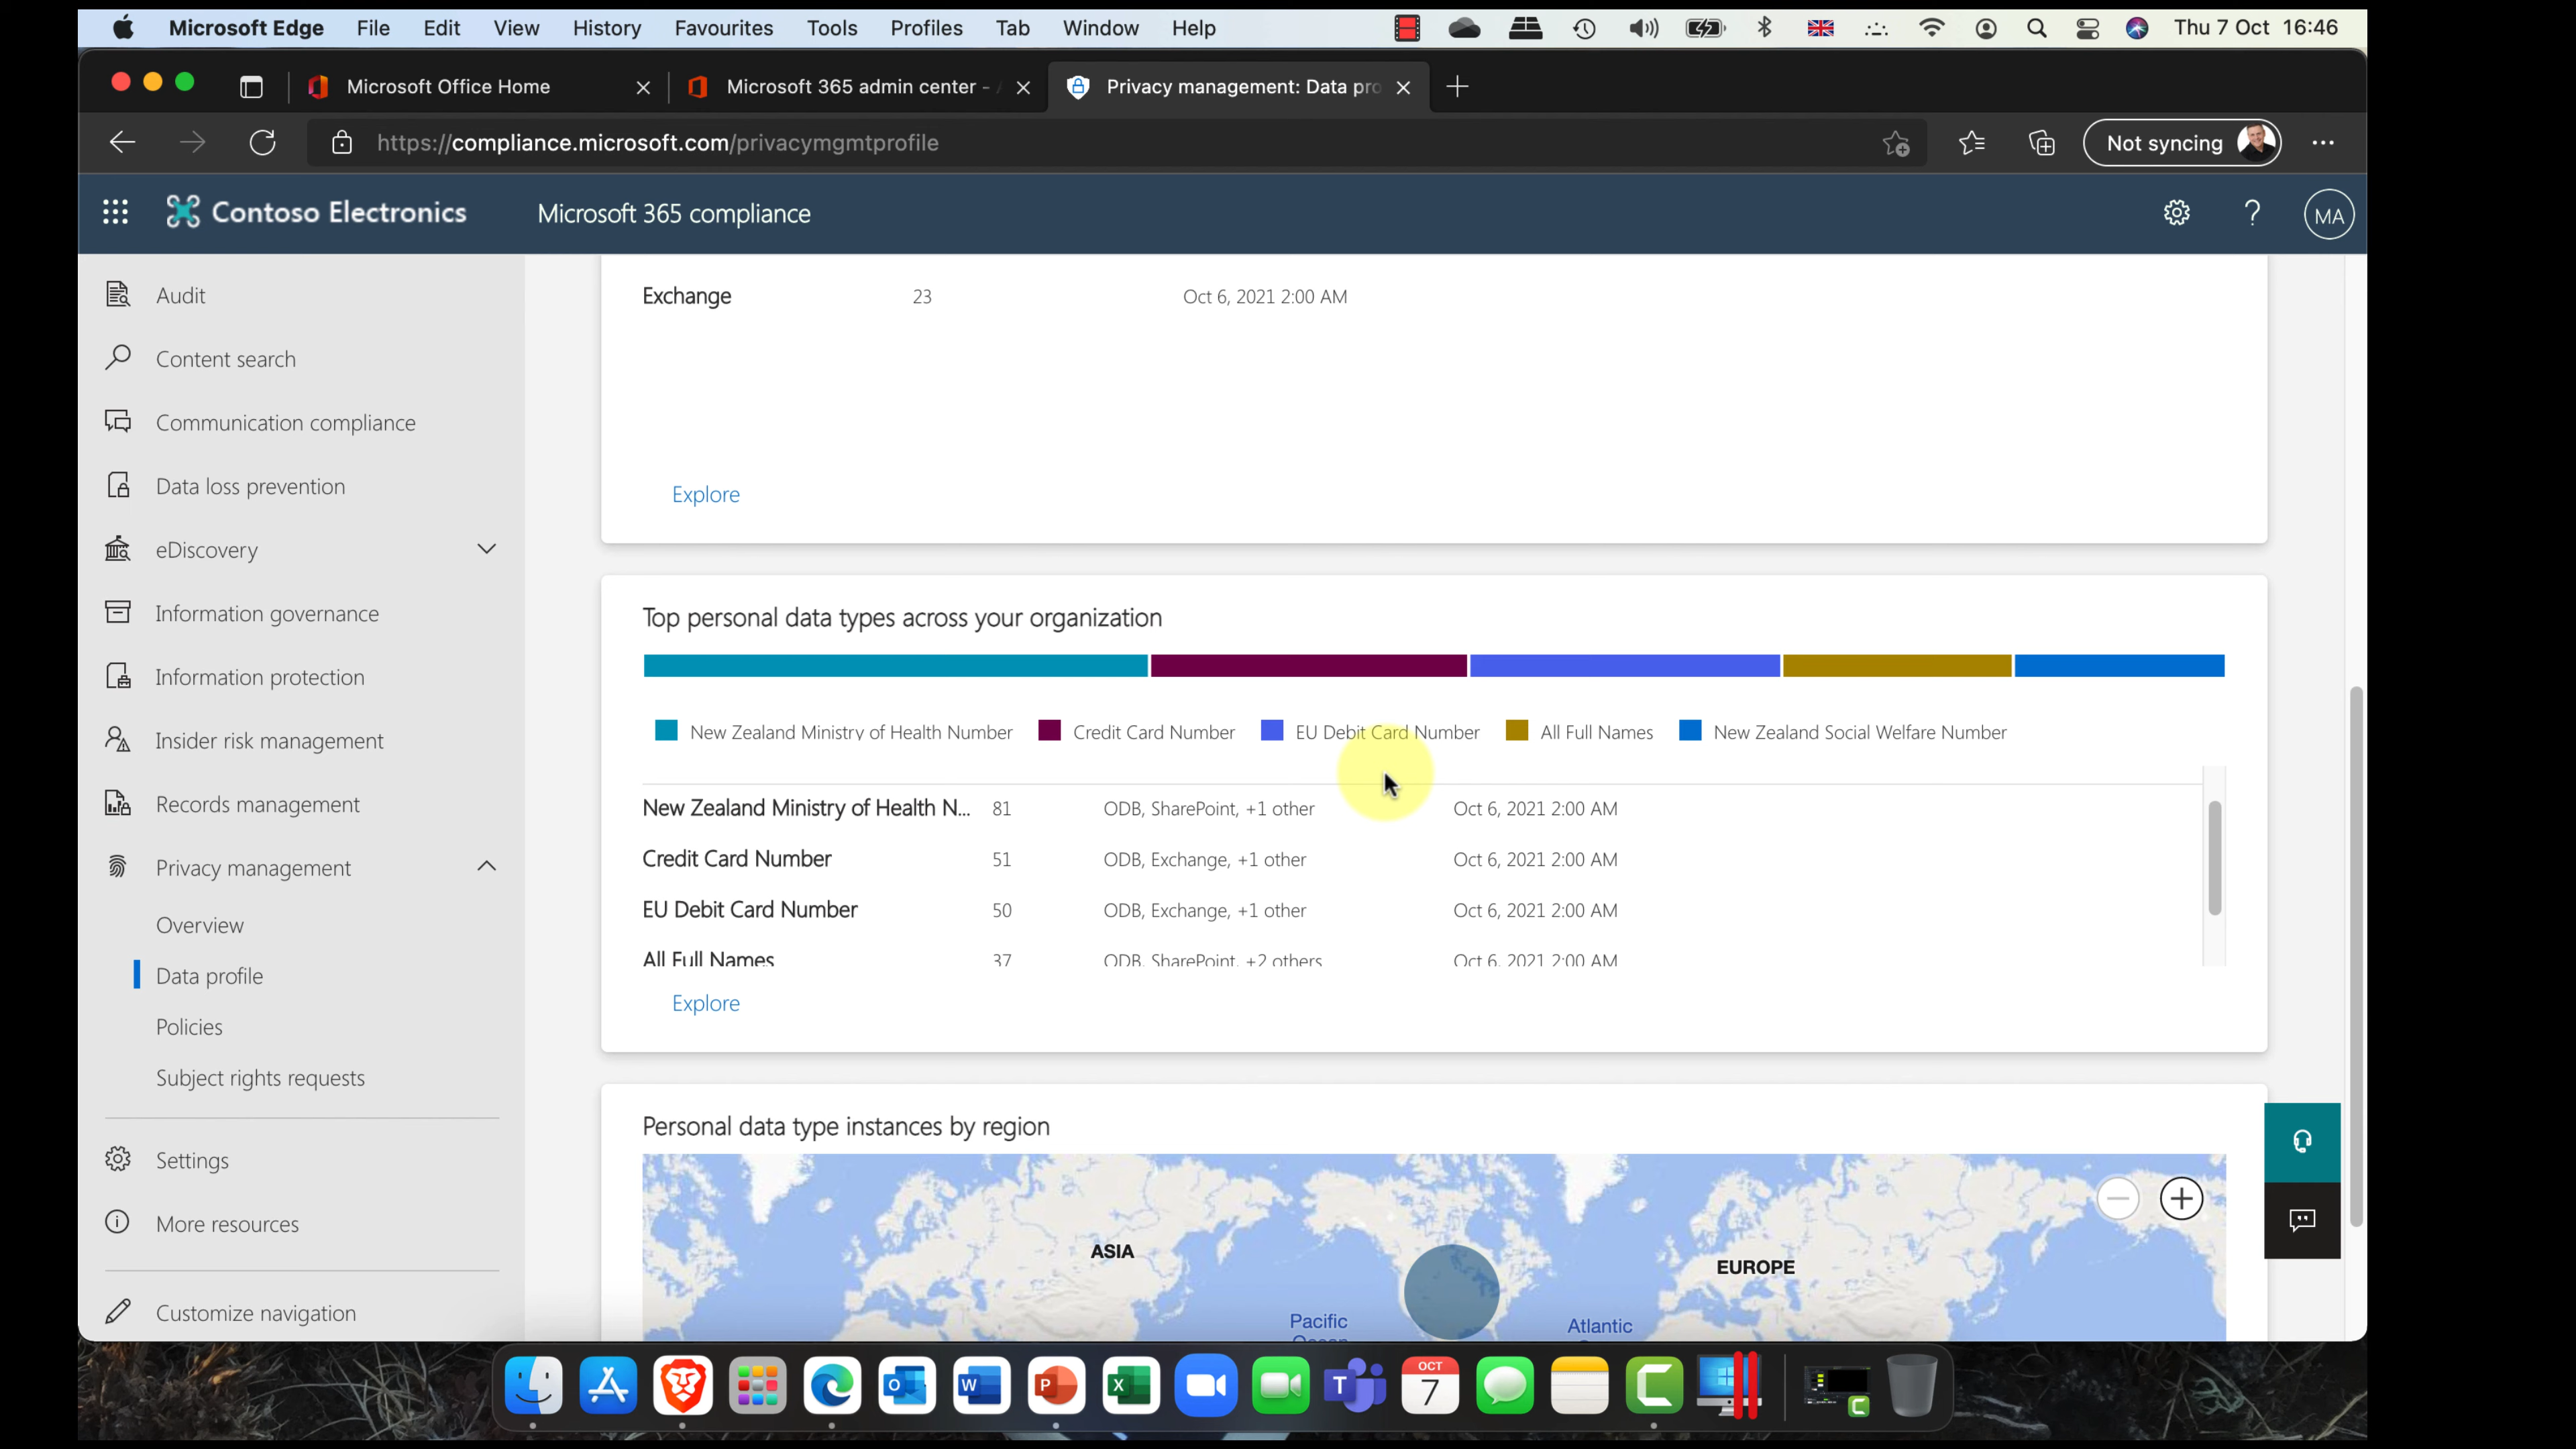 Microsoft Edge File Edit View History Favourites Tools Profiles Tab Window Help Thu 7 Oct 16:46
Microsoft Office Home Microsoft 365 admin center - Privacy management: Data pro
https://compliance.microsoft.com/privacymgmtprofile Not syncing
Contoso Electronics Microsoft 365 compliance MA
Audit
Content search
Communication compliance
Data loss prevention
eDiscovery
Information governance
Information protection
Insider risk management
Records management
Privacy management
Overview
Data profile
Policies
Subject rights requests
Settings
More resources
Customize navigation
Exchange 23 Oct 6, 2021 2:00 AM
Explore
Top personal data types across your organization
New Zealand Ministry of Health Number Credit Card Number EU Debit Card Number All Full Names New Zealand Social Welfare Number
New Zealand Ministry of Health N... 81 ODB, SharePoint, +1 other Oct 6, 2021 2:00 AM
Credit Card Number 51 ODB, Exchange, +1 other Oct 6, 2021 2:00 AM
EU Debit Card Number 50 ODB, Exchange, +1 other Oct 6, 2021 2:00 AM
All Full Names 37 ODB, SharePoint, +2 others Oct 6, 2021 2:00 AM
Explore
Personal data type instances by region
ASIA
EUROPE
Pacific
Ocean
Atlantic
OCT
7